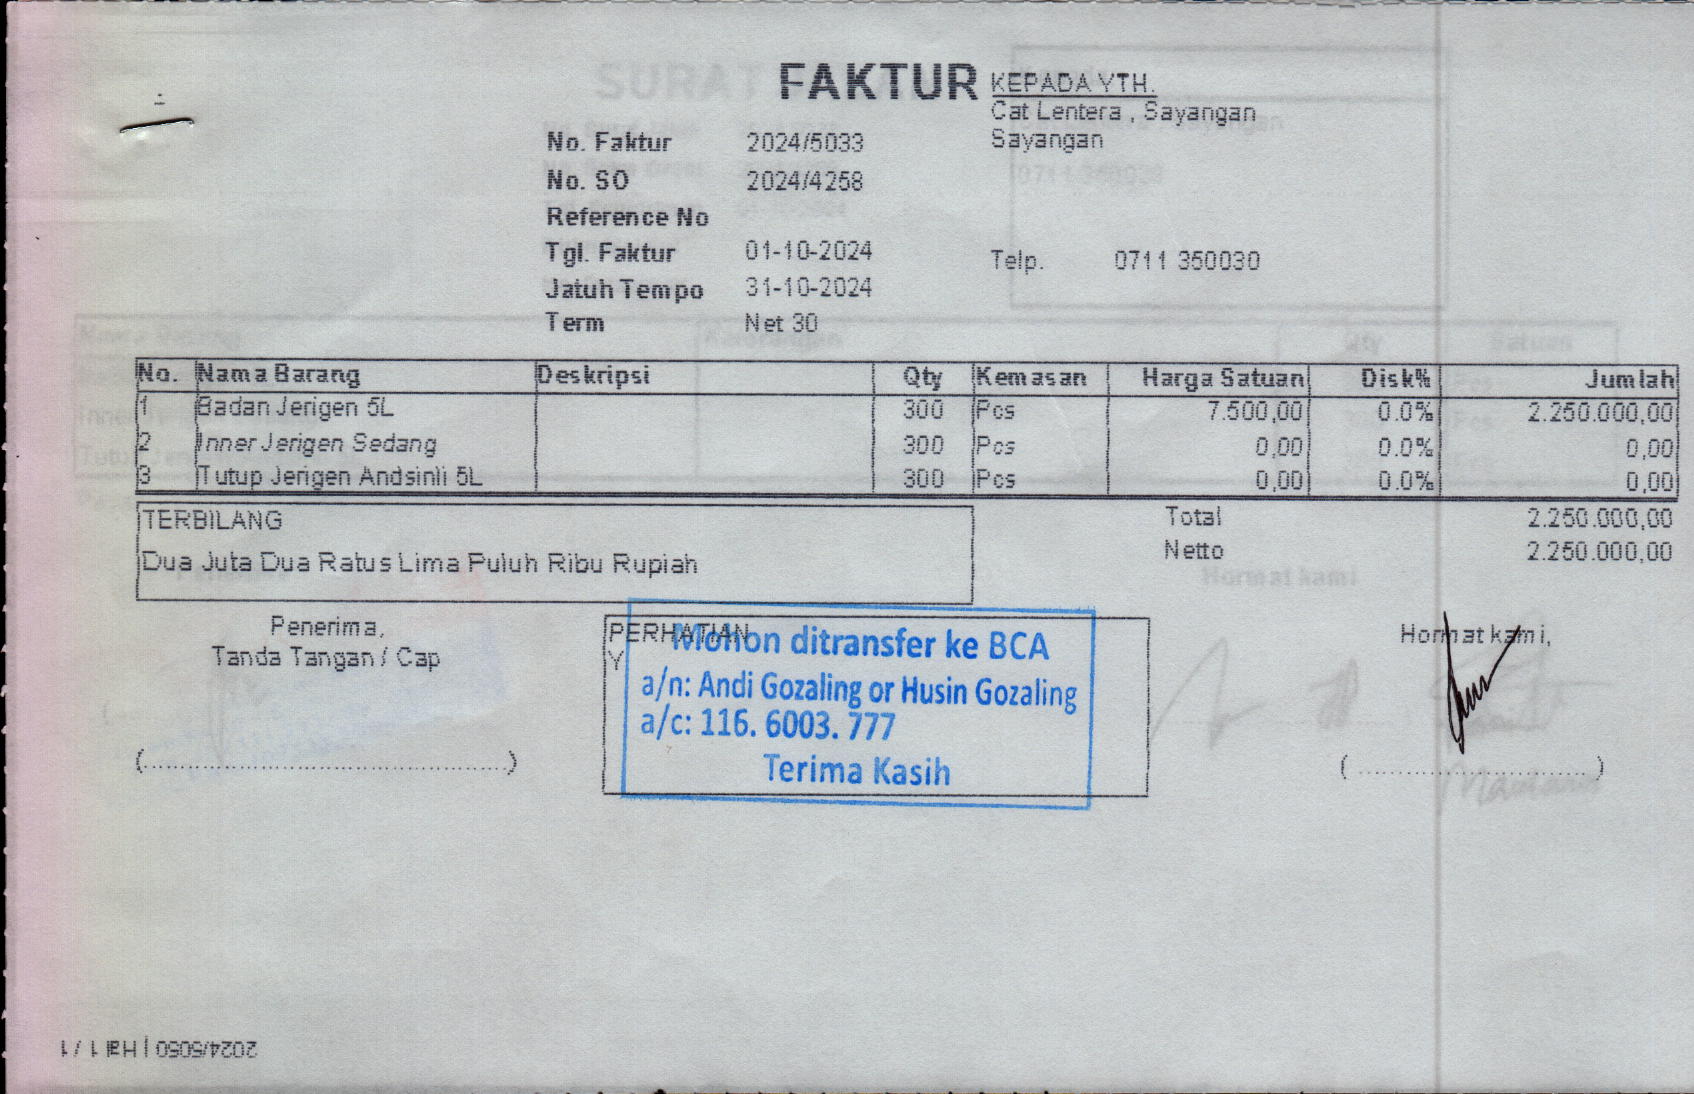 FAKTUR
KEPADA YTH.
Cat Lentera , Sayangan
Sayangan
No. Faktur 2024/5033
No. SO 2024/4258
Reference No
Tgl. Faktur 01-10-2024
Telp. 0711 350030
Jatuh Tempo 31-10-2024
Term Net 30
No. Nama Barang Deskripsi Qty Kemasan Harga Satuan Disk% Jumlah
1 Badan Jerigen 5L 300 Pcs 7.500,00 0.0% 2.250.000,00
2 Inner Jerigen Sedang 300 Pcs 0,00 0.0% 0,00
3 Tutup Jerigen Andsinli 5L 300 Pcs 0,00 0.0% 0,00
TERBILANG
Dua Juta Dua Ratus Lima Puluh Ribu Rupiah
Total 2.250.000,00
Netto 2.250.000,00
Penerima,
Tanda Tangan / Cap
PERHATIAN
Y
Mohon ditransfer ke BCA
a/n: Andi Gozaling or Husin Gozaling
a/c: 116. 6003. 777
Terima Kasih
Hormat kami,
2024/5050 | Hal 1 / 1